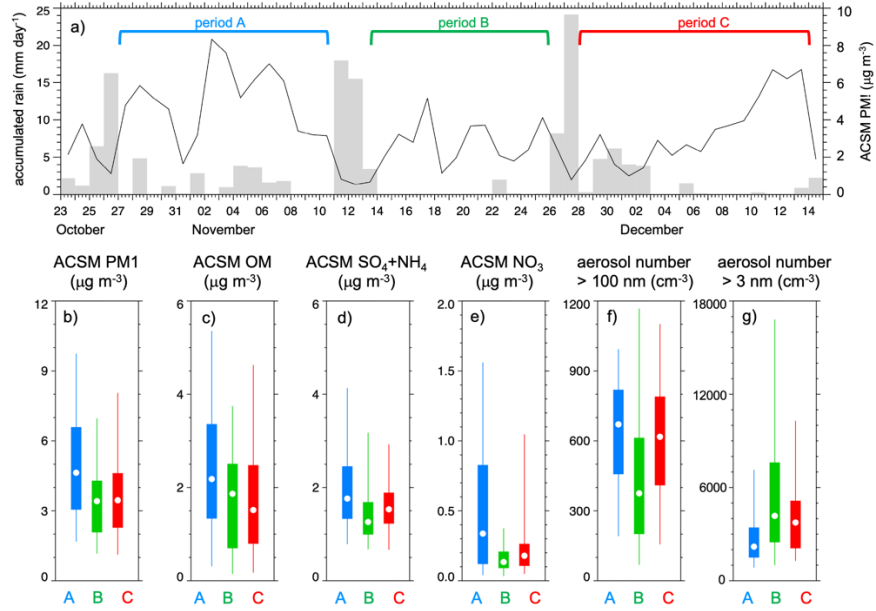 a)
period A
period B
period C
accumulated rain (mm day⁻¹)
25
20
15
10
5
0
ACSM PM! (µg m⁻³)
10
8
6
4
2
0
23 25 27 29 31 02 04 06 08 10 12 14 16 18 20 22 24 26 28 30 02 04 06 08 10 12 14
October November December
ACSM PM1
(µg m⁻³)
b)
12
9
6
3
0
A B C
ACSM OM
(µg m⁻³)
c)
6
4
2
0
A B C
ACSM SO₄+NH₄
(µg m⁻³)
d)
6
4
2
0
A B C
ACSM NO₃
(µg m⁻³)
e)
2.0
1.5
1.0
0.5
0.0
A B C
aerosol number
> 100 nm (cm⁻³)
f)
1200
900
600
300
0
A B C
aerosol number
> 3 nm (cm⁻³)
g)
18000
12000
6000
0
A B C